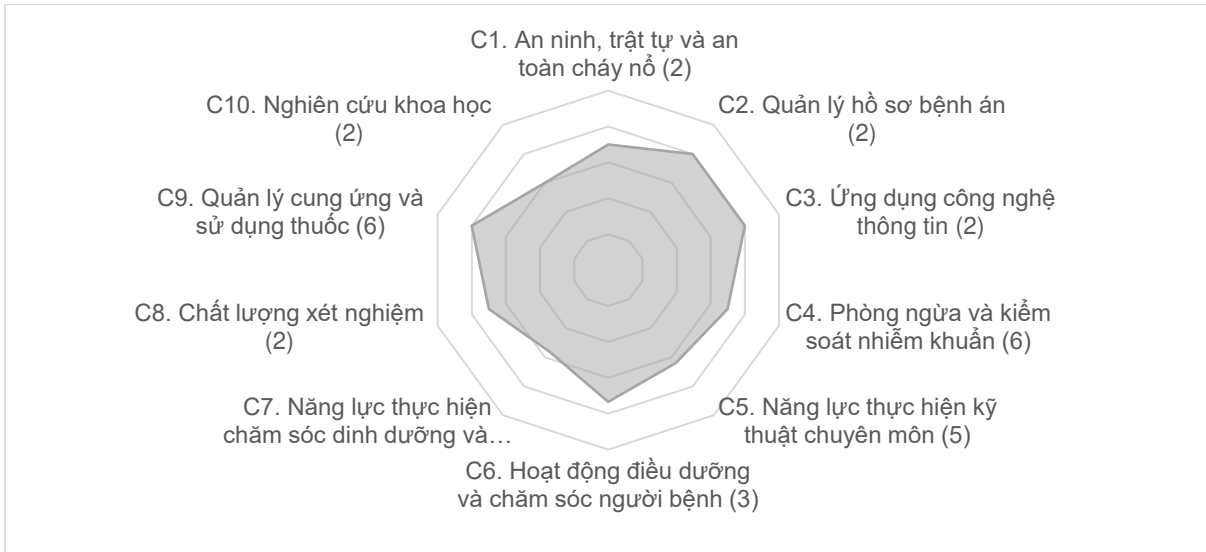 C1. An ninh, trật tự và an
toàn cháy nổ (2)
C2. Quản lý hồ sơ bệnh án
(2)
C3. Ứng dụng công nghệ
thông tin (2)
C4. Phòng ngừa và kiểm
soát nhiễm khuẩn (6)
C5. Năng lực thực hiện kỹ
thuật chuyên môn (5)
C6. Hoạt động điều dưỡng
và chăm sóc người bệnh (3)
C7. Năng lực thực hiện
chăm sóc dinh dưỡng và…
C8. Chất lượng xét nghiệm
(2)
C9. Quản lý cung ứng và
sử dụng thuốc (6)
C10. Nghiên cứu khoa học
(2)